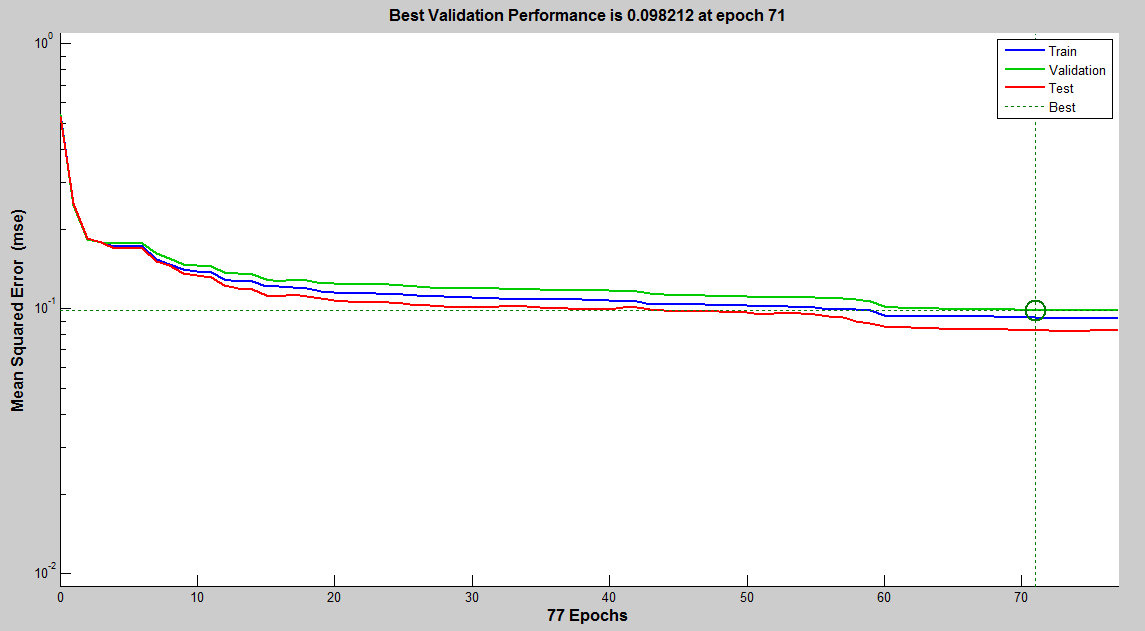 Best Validation Performance is 0.098212 at epoch 71
Mean Squared Error (mse)
10^0
10^-1
10^-2
Train
Validation
Test
Best
0 10 20 30 40 50 60 70
77 Epochs